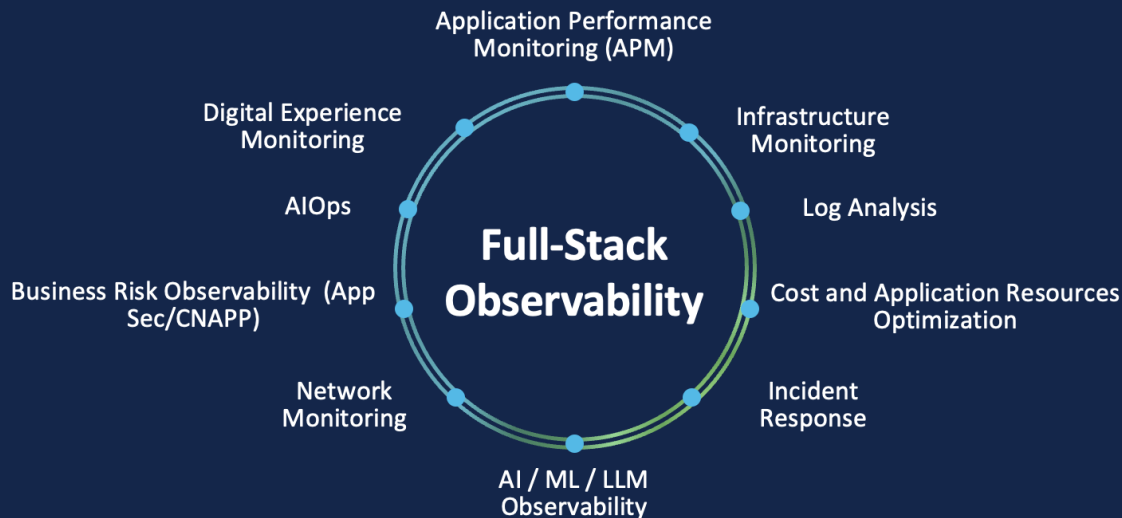 Application Performance
Monitoring (APM)
Digital Experience
Monitoring
Infrastructure
Monitoring
AIOps
Log Analysis
Full-Stack
Observability
Business Risk Observability  (App
Sec/CNAPP)
Cost and Application Resources
Optimization
Network
Monitoring
Incident
Response
AI / ML / LLM
Observability